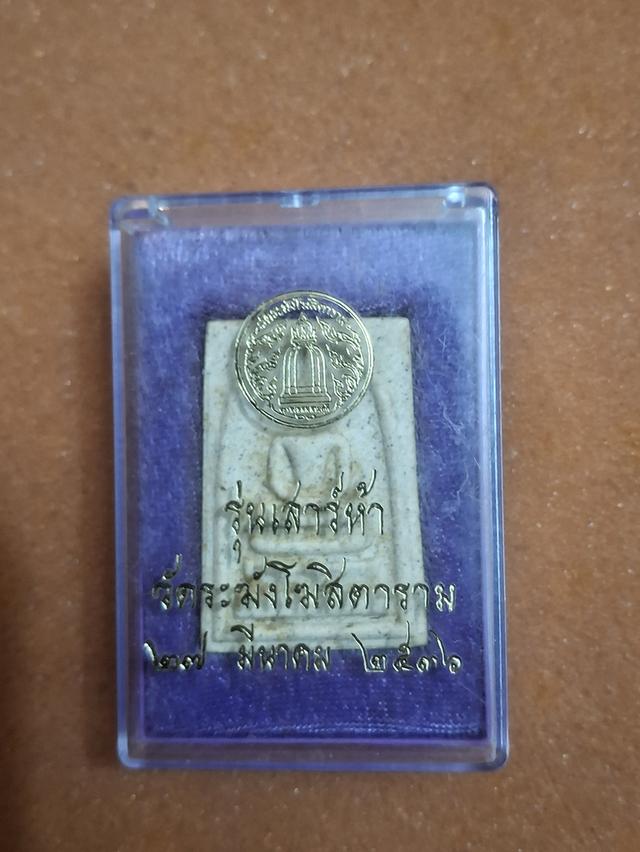 รุ่นเสาร์ห้า
วัดระฆังโฆสิตาราม
๒๗ มีนาคม ๒๕๓๖